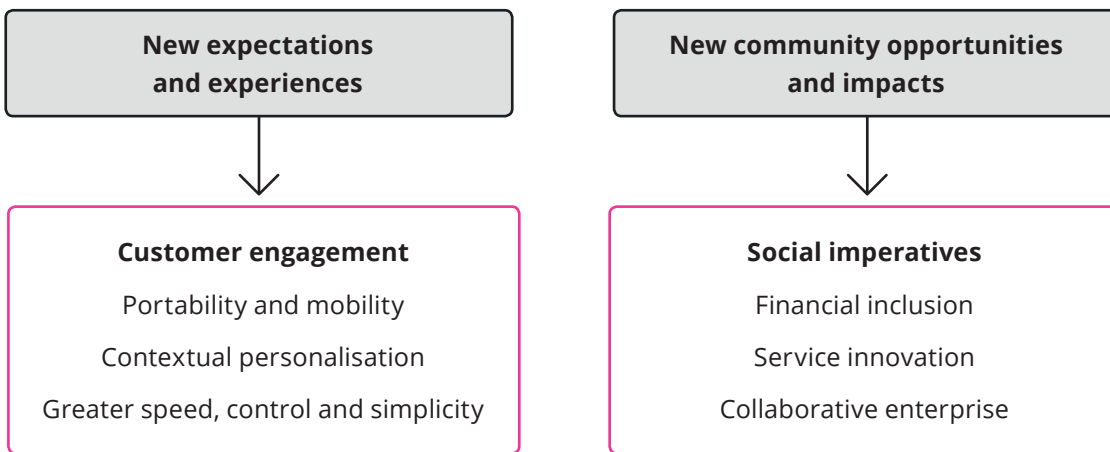 New expectations
and experiences
Customer engagement
Portability and mobility
Contextual personalisation
Greater speed, control and simplicity
New community opportunities
and impacts
Social imperatives
Financial inclusion
Service innovation
Collaborative enterprise